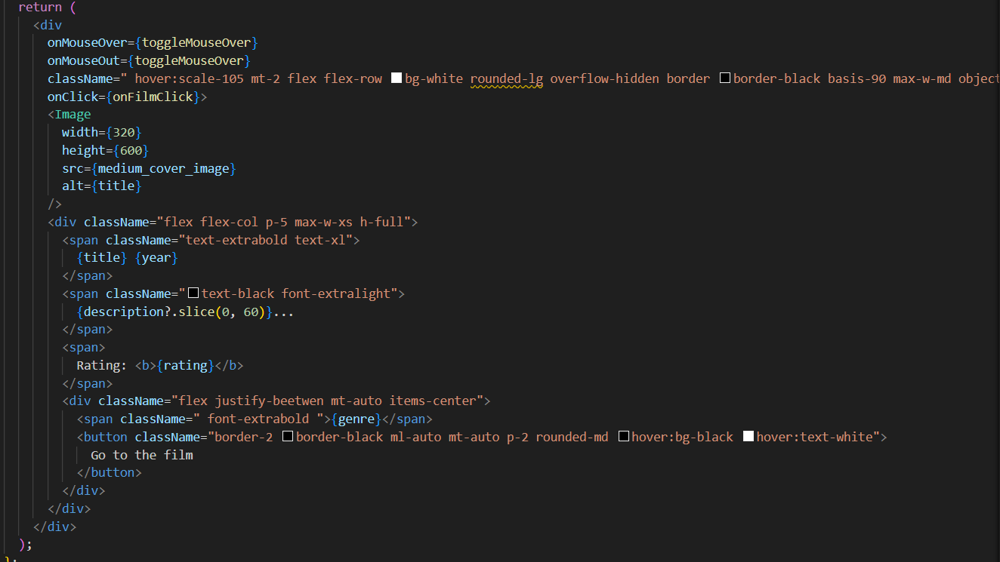 return (
<div
onMouseOver={toggleMouseOver}
onMouseOut={toggleMouseOver}
className=" hover:scale-105 mt-2 flex flex-row bg-white rounded-lg overflow-hidden border border-black basis-90 max-w-md object
onClick={onFilmClick}>
<Image
width={320}
height={600}
src={medium_cover_image}
alt={title}
/>
<div className="flex flex-col p-5 max-w-xs h-full">
<span className="text-extrabold text-xl">
{title} {year}
</span>
<span className="text-black font-extralight">
{description?.slice(0, 60)}...
</span>
<span>
Rating: <b>{rating}</b>
</span>
<div className="flex justify-beetwen mt-auto items-center">
<span className=" font-extrabold ">{genre}</span>
<button className="border-2 border-black ml-auto mt-auto p-2 rounded-md hover:bg-black hover:text-white">
Go to the film
</button>
</div>
</div>
</div>
);
};